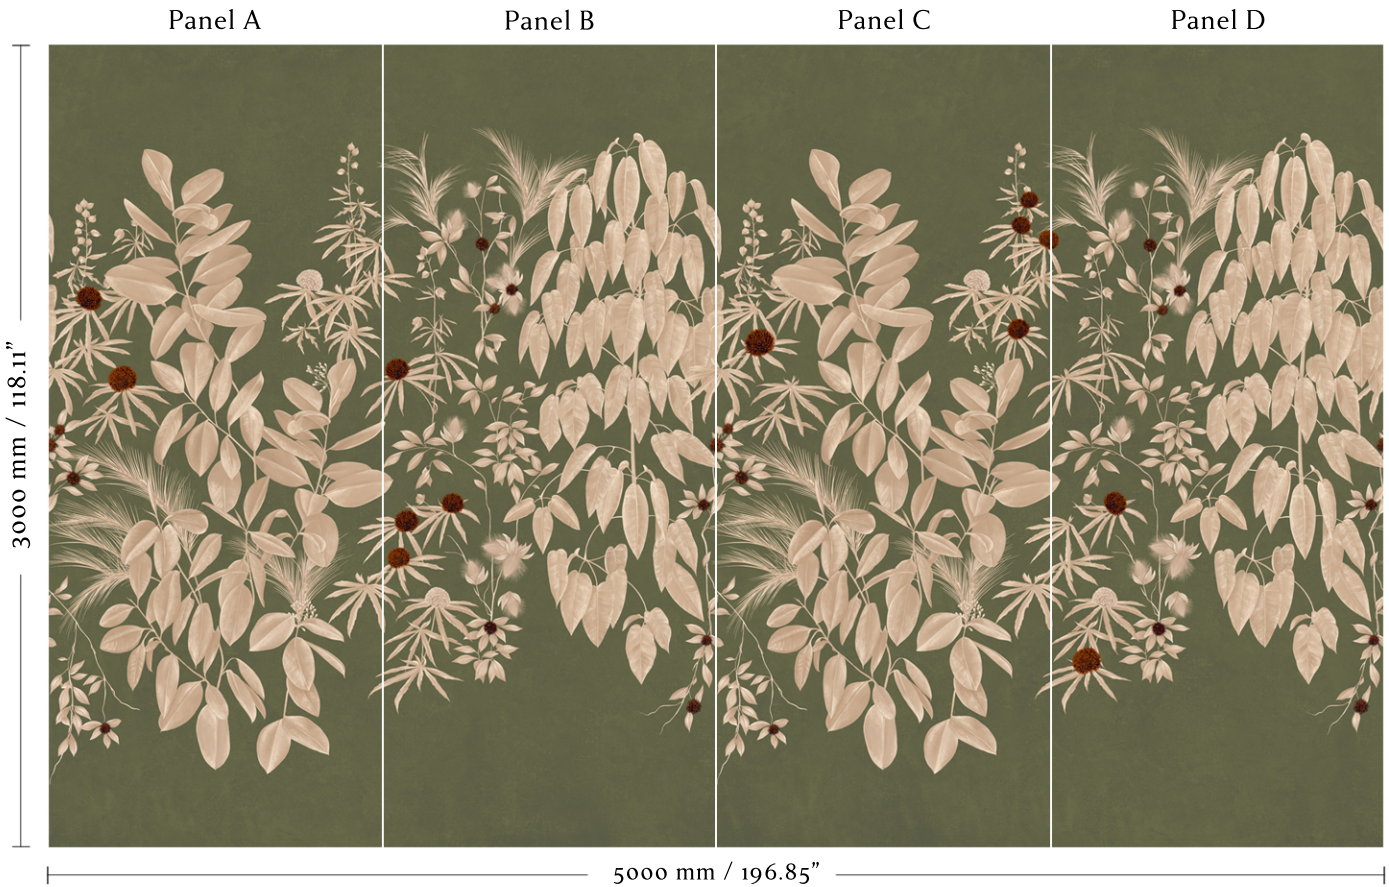 Panel A
Panel B
Panel C
Panel D
3000 mm / 118.11”
5000 mm / 196.85”